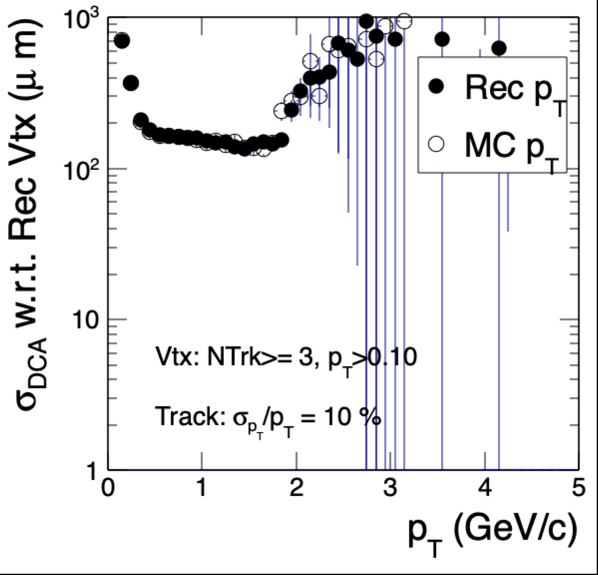 σDCA w.r.t. Rec Vtx (μ m)
10³
10²
10
1
Rec pT
MC pT
Vtx: NTrk>= 3, pT>0.10
Track: σpT/pT = 10 %
0 1 2 3 4 5
pT (GeV/c)